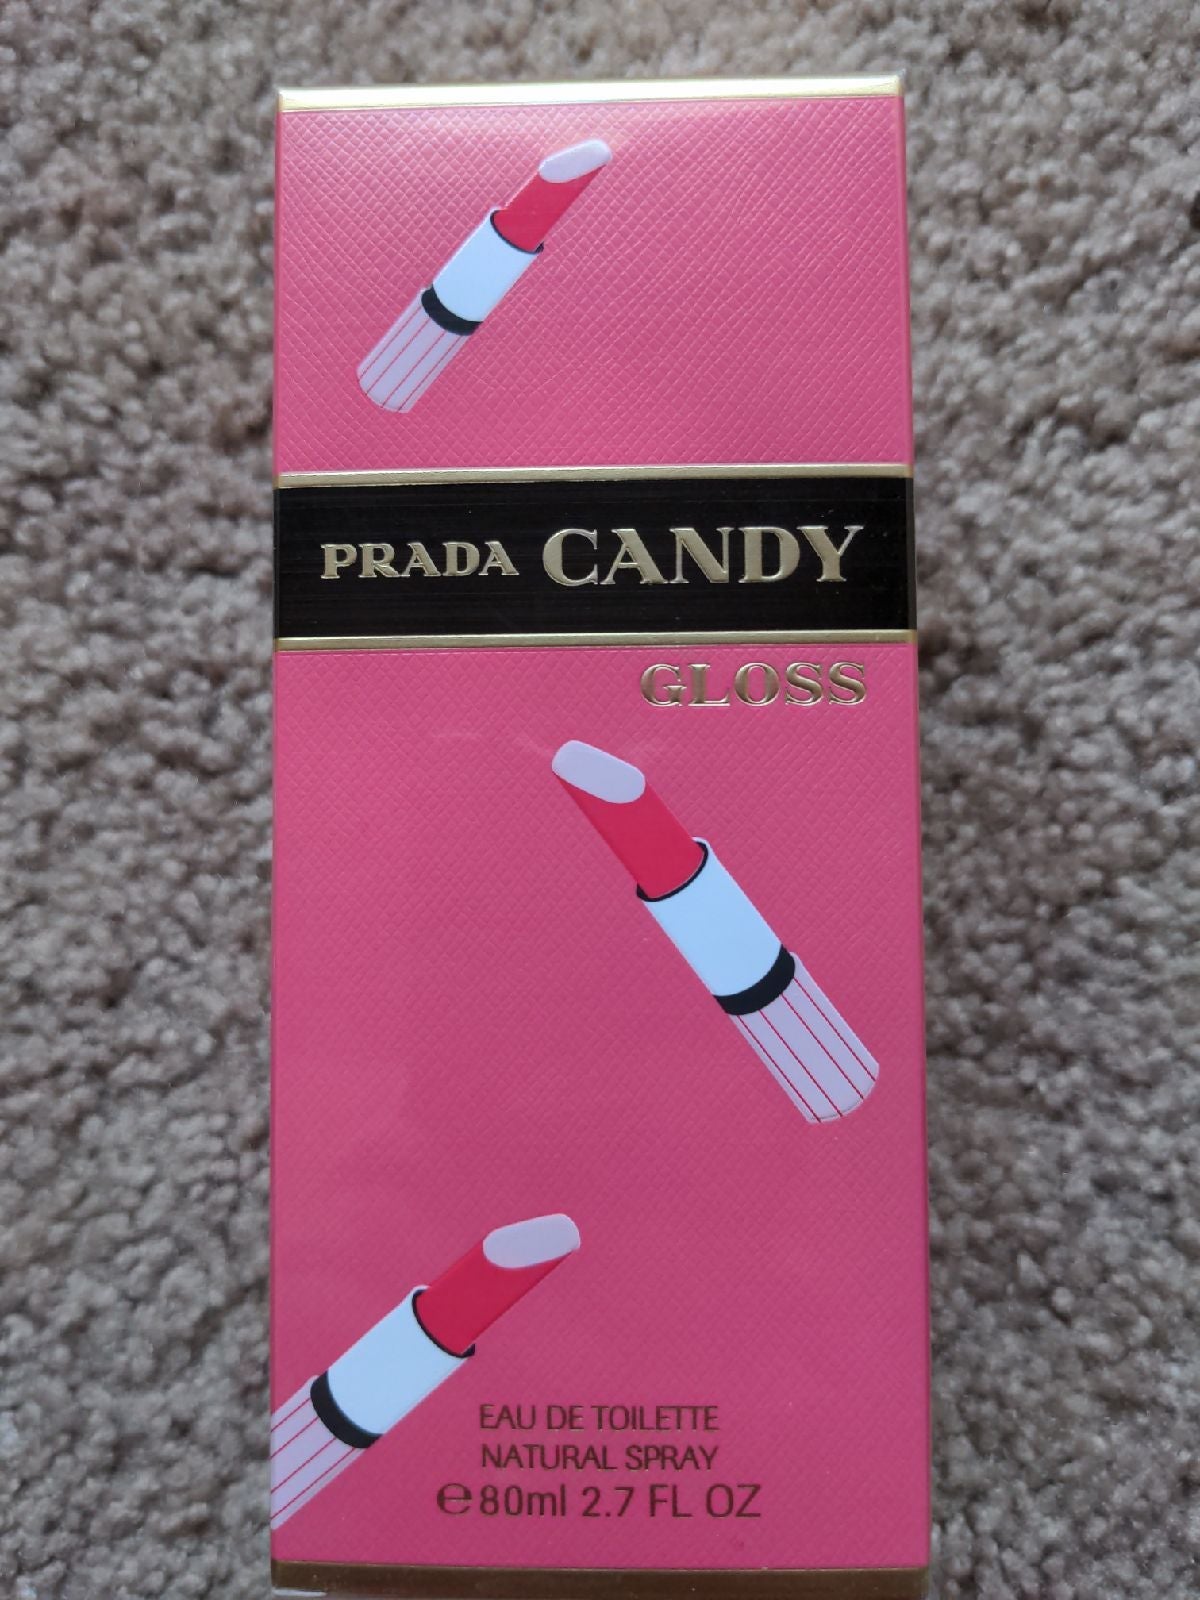 PRADA CANDY
GLOSS
EAU DE TOILETTE
NATURAL SPRAY
℮80ml 2.7 FL OZ